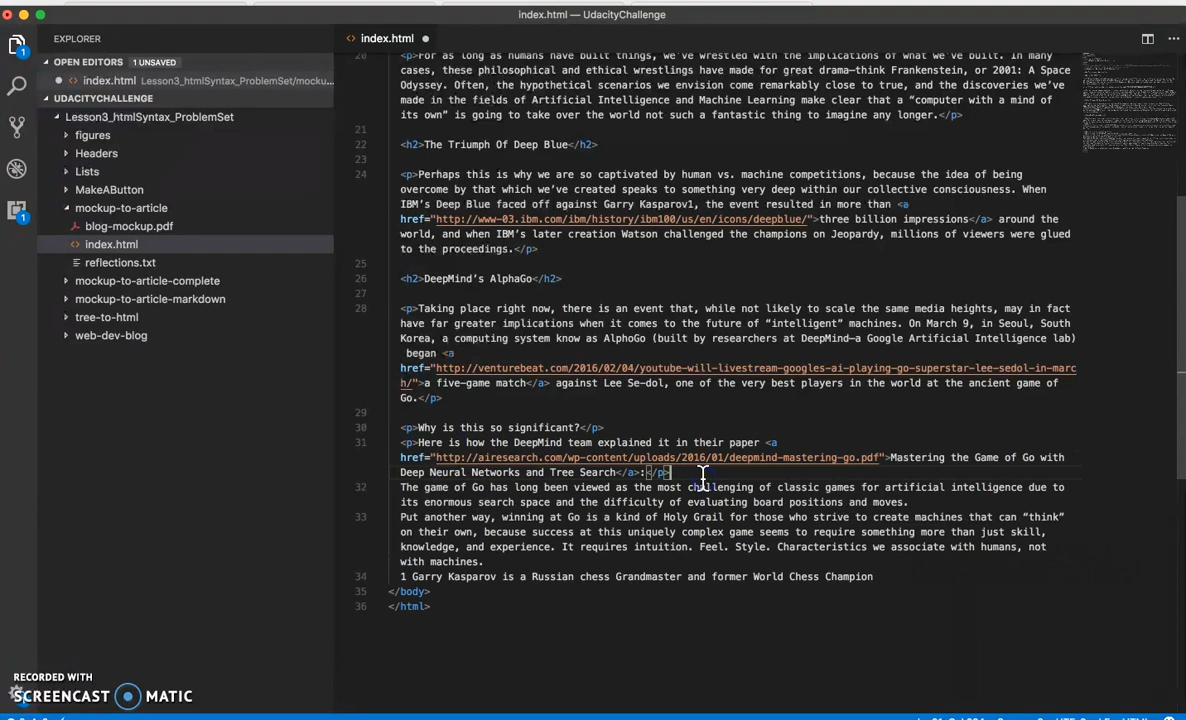 index.html — UdacityChallenge
EXPLORER
OPEN EDITORS 1 UNSAVED
index.html Lesson3_htmlSyntax_ProblemSet/mocku...
UDACITYCHALLENGE
Lesson3_htmlSyntax_ProblemSet
figures
Headers
Lists
MakeAButton
mockup-to-article
blog-mockup.pdf
index.html
reflections.txt
mockup-to-article-complete
mockup-to-article-markdown
tree-to-html
web-dev-blog
1
1
index.html
20 <p>For as long as humans have built things, we've wrestled with the implications of what we've built. In many
cases, these philosophical and ethical wrestlings have made for great drama—think Frankenstein, or 2001: A Space
Odyssey. Often, the hypothetical scenarios we envision come remarkably close to true, and the discoveries we've
made in the fields of Artificial Intelligence and Machine Learning make clear that a “computer with a mind of
its own” is going to take over the world not such a fantastic thing to imagine any longer.</p>
21
22 <h2>The Triumph Of Deep Blue</h2>
23
24 <p>Perhaps this is why we are so captivated by human vs. machine competitions, because the idea of being
overcome by that which we've created speaks to something very deep within our collective consciousness. When
IBM’s Deep Blue faced off against Garry Kasparov1, the event resulted in more than <a
href="http://www-03.ibm.com/ibm/history/ibm100/us/en/icons/deepblue/">three billion impressions</a> around the
world, and when IBM’s later creation Watson challenged the champions on Jeopardy, millions of viewers were glued
to the proceedings.</p>
25
26 <h2>DeepMind’s AlphaGo</h2>
27
28 <p>Taking place right now, there is an event that, while not likely to scale the same media heights, may in fact
have far greater implications when it comes to the future of “intelligent” machines. On March 9, in Seoul, South
Korea, a computing system know as AlphoGo (built by researchers at DeepMind—a Google Artificial Intelligence lab)
began <a
href="http://venturebeat.com/2016/02/04/youtube-will-livestream-googles-ai-playing-go-superstar-lee-sedol-in-marc
h/">a five-game match</a> against Lee Se-dol, one of the very best players in the world at the ancient game of
Go.</p>
29
30 <p>Why is this so significant?</p>
31 <p>Here is how the DeepMind team explained it in their paper <a
href="http://airesearch.com/wp-content/uploads/2016/01/deepmind-mastering-go.pdf">Mastering the Game of Go with
Deep Neural Networks and Tree Search</a>:</p>
32 The game of Go has long been viewed as the most challenging of classic games for artificial intelligence due to
its enormous search space and the difficulty of evaluating board positions and moves.
33 Put another way, winning at Go is a kind of Holy Grail for those who strive to create machines that can “think”
on their own, because success at this uniquely complex game seems to require something more than just skill,
knowledge, and experience. It requires intuition. Feel. Style. Characteristics we associate with humans, not
with machines.
34 1 Garry Kasparov is a Russian chess Grandmaster and former World Chess Champion
35 </body>
36 </html>
RECORDED WITH
SCREENCAST MATIC